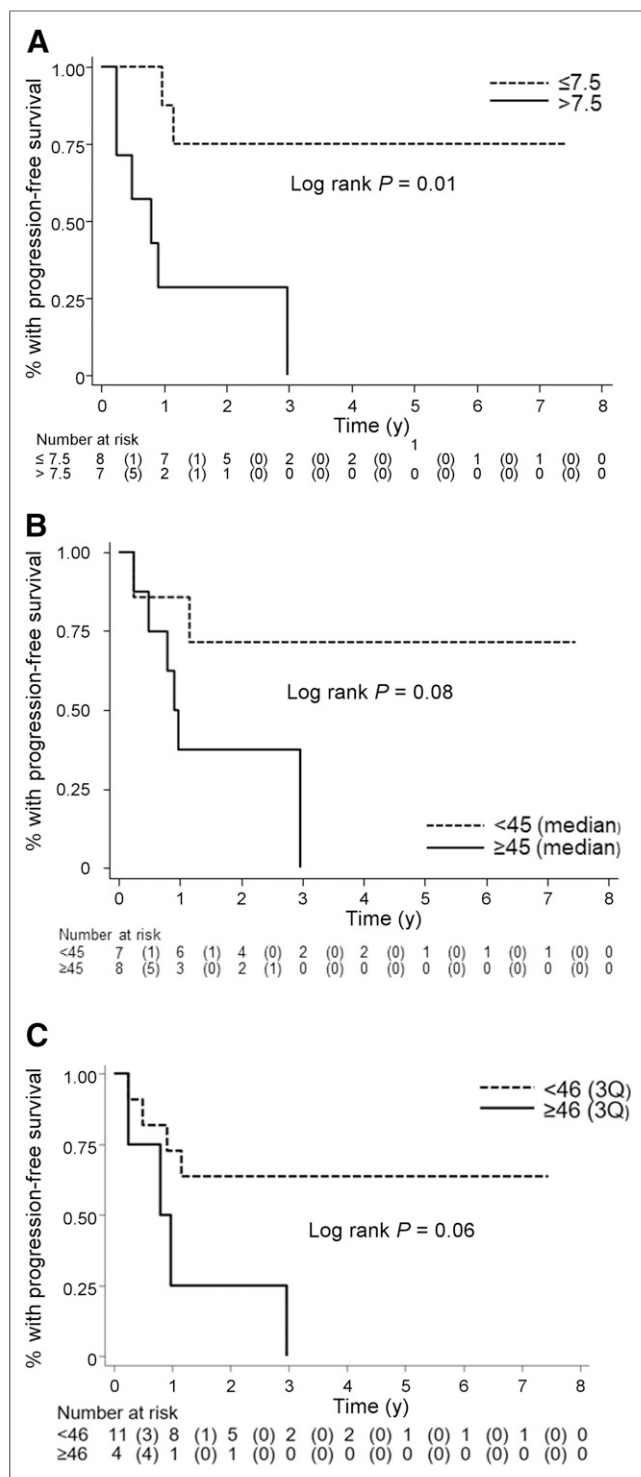 A
1.00
0.75
0.50
0.25
0
% with progression-free survival
≤7.5
>7.5
Log rank P = 0.01
0 1 2 3 4 5 6 7 8
Time (y)
Number at risk
≤ 7.5 8 (1) 7 (1) 5 (0) 2 (0) 2 (0) 1 (0) 1 (0) 1 (0) 0
> 7.5 7 (5) 2 (1) 1 (0) 0 (0) 0 (0) 0 (0) 0 (0) 0 (0) 0
B
1.00
0.75
0.50
0.25
0
% with progression-free survival
Log rank P = 0.08
<45 (median)
≥45 (median)
0 1 2 3 4 5 6 7 8
Time (y)
Number at risk
<45 7 (1) 6 (1) 4 (0) 2 (0) 2 (0) 1 (0) 1 (0) 1 (0) 0
≥45 8 (5) 3 (0) 2 (1) 0 (0) 0 (0) 0 (0) 0 (0) 0 (0) 0
C
1.00
0.75
0.50
0.25
0
% with progression-free survival
<46 (3Q)
≥46 (3Q)
Log rank P = 0.06
0 1 2 3 4 5 6 7 8
Time (y)
Number at risk
<46 11 (3) 8 (1) 5 (0) 2 (0) 2 (0) 1 (0) 1 (0) 1 (0) 0
≥46 4 (4) 1 (0) 1 (0) 0 (0) 0 (0) 0 (0) 0 (0) 0 (0) 0